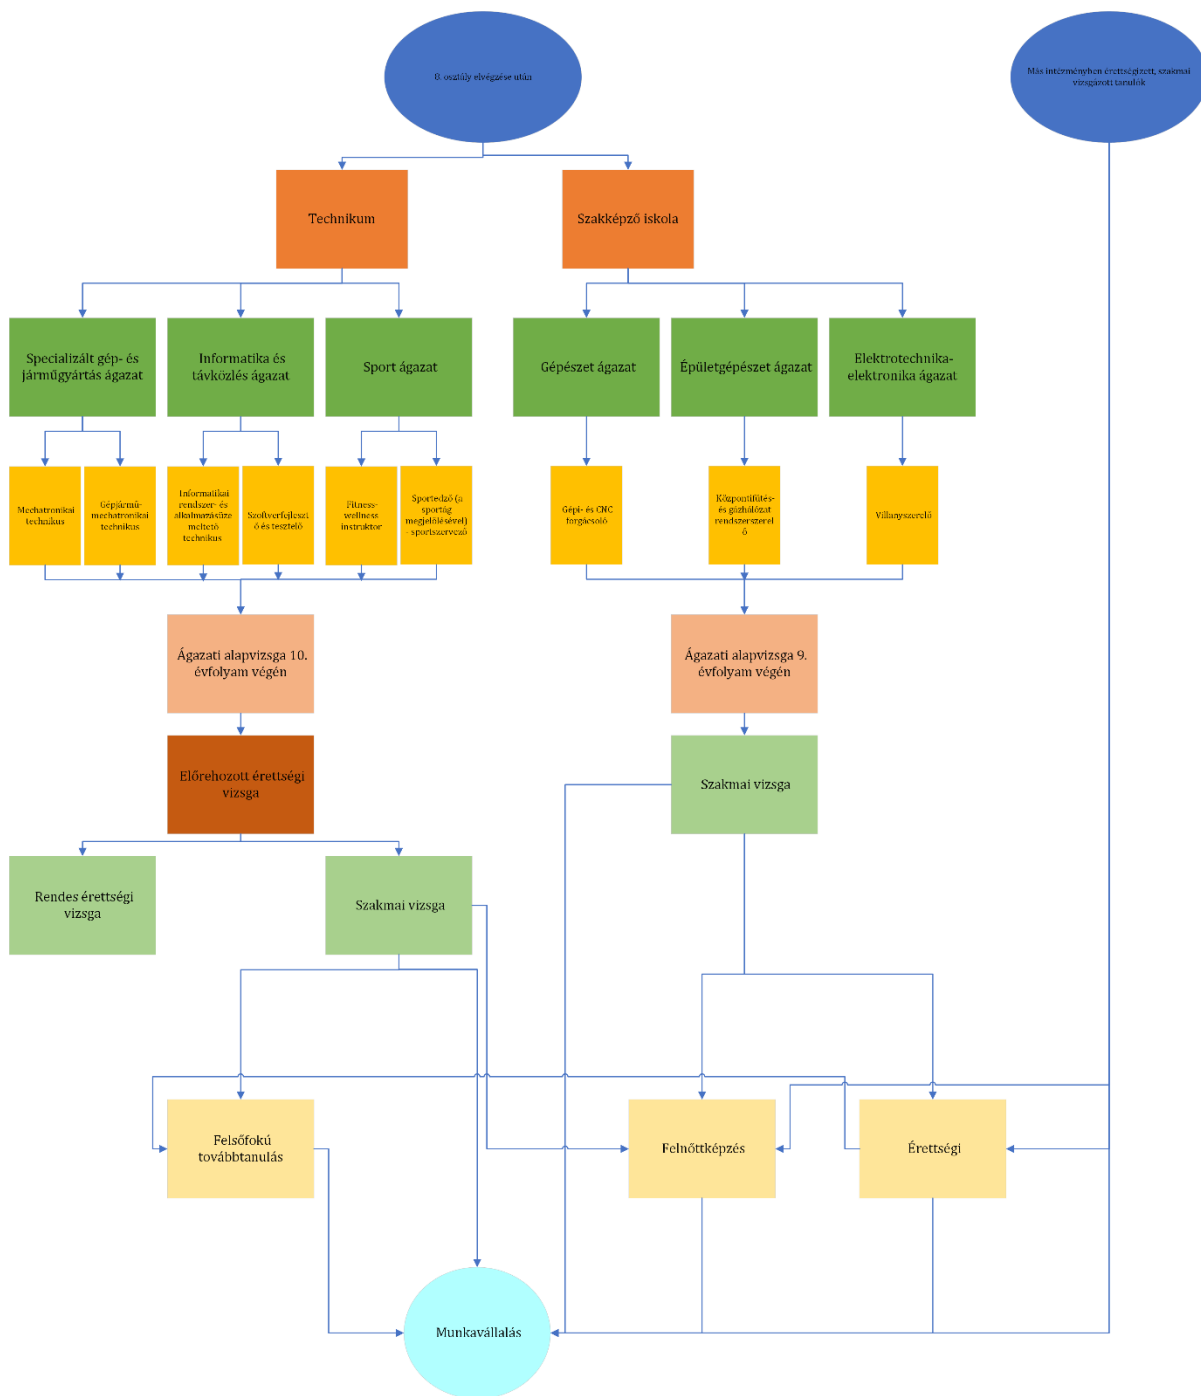 8. osztály elvégzése után
Más intézményben érettségizett, szakmai
vizsgázott tanulók
Technikum
Szakképző iskola
Specializált gép- és
járműgyártás ágazat
Informatika és
távközlés ágazat
Sport ágazat
Gépészet ágazat
Épületgépészet ágazat
Elektrotechnika-
elektronika ágazat
Mechatronikai
technikus
Gépjármű-
mechatronikai
technikus
Informatikai
rendszer- és
alkalmazásüze
meltető
technikus
Szoftverfejleszt
ő és tesztelő
Fitness-
wellness
instruktor
Sportedző (a
sportág
megjelölésével)
- sportszervező
Gépi- és CNC
forgácsoló
Központifűtés-
és gázhálózat
rendszerszerel
ő
Villanyszerelő
Ágazati alapvizsga 10.
évfolyam végén
Ágazati alapvizsga 9.
évfolyam végén
Előrehozott érettségi
vizsga
Szakmai vizsga
Rendes érettségi
vizsga
Szakmai vizsga
Felsőfokú
továbbtanulás
Felnőttképzés
Érettségi
Munkavállalás